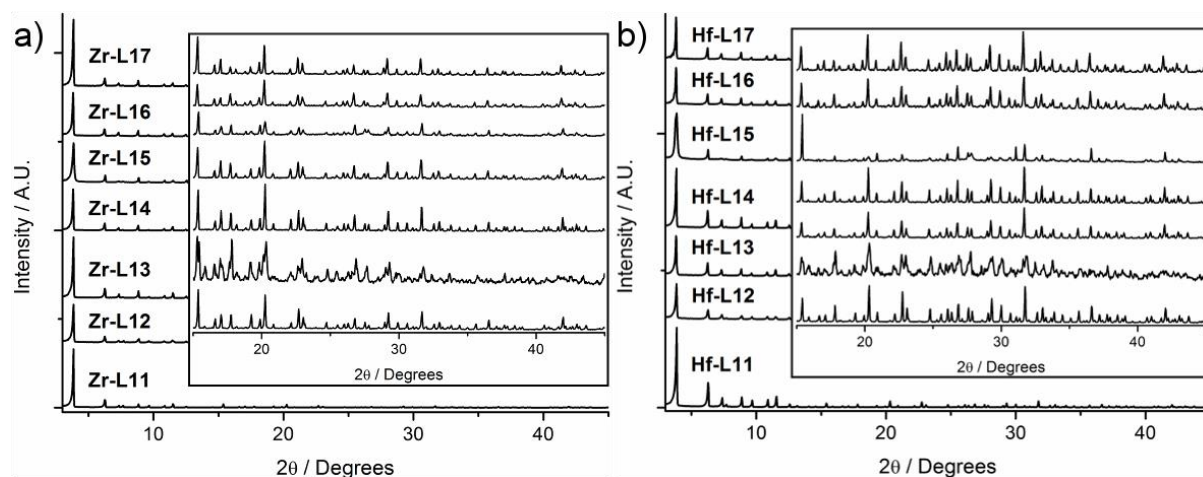 a)
Zr-L17
Zr-L16
Zr-L15
Zr-L14
Zr-L13
Zr-L12
Zr-L11
Intensity / A.U.
20 30 40
2θ / Degrees
10 20 30 40
2θ / Degrees
b)
Hf-L17
Hf-L16
Hf-L15
Hf-L14
Hf-L13
Hf-L12
Hf-L11
Intensity / A.U.
20 30 40
2θ / Degrees
10 20 30 40
2θ / Degrees